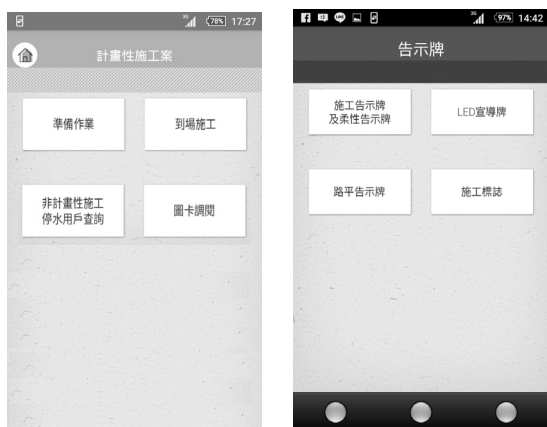 3G 78% 17:27
計畫性施工案
準備作業
到場施工
非計畫性施工
停水用戶查詢
圖卡調閱
3G 97% 14:42
告示牌
施工告示牌
及柔性告示牌
LED宣導牌
路平告示牌
施工標誌